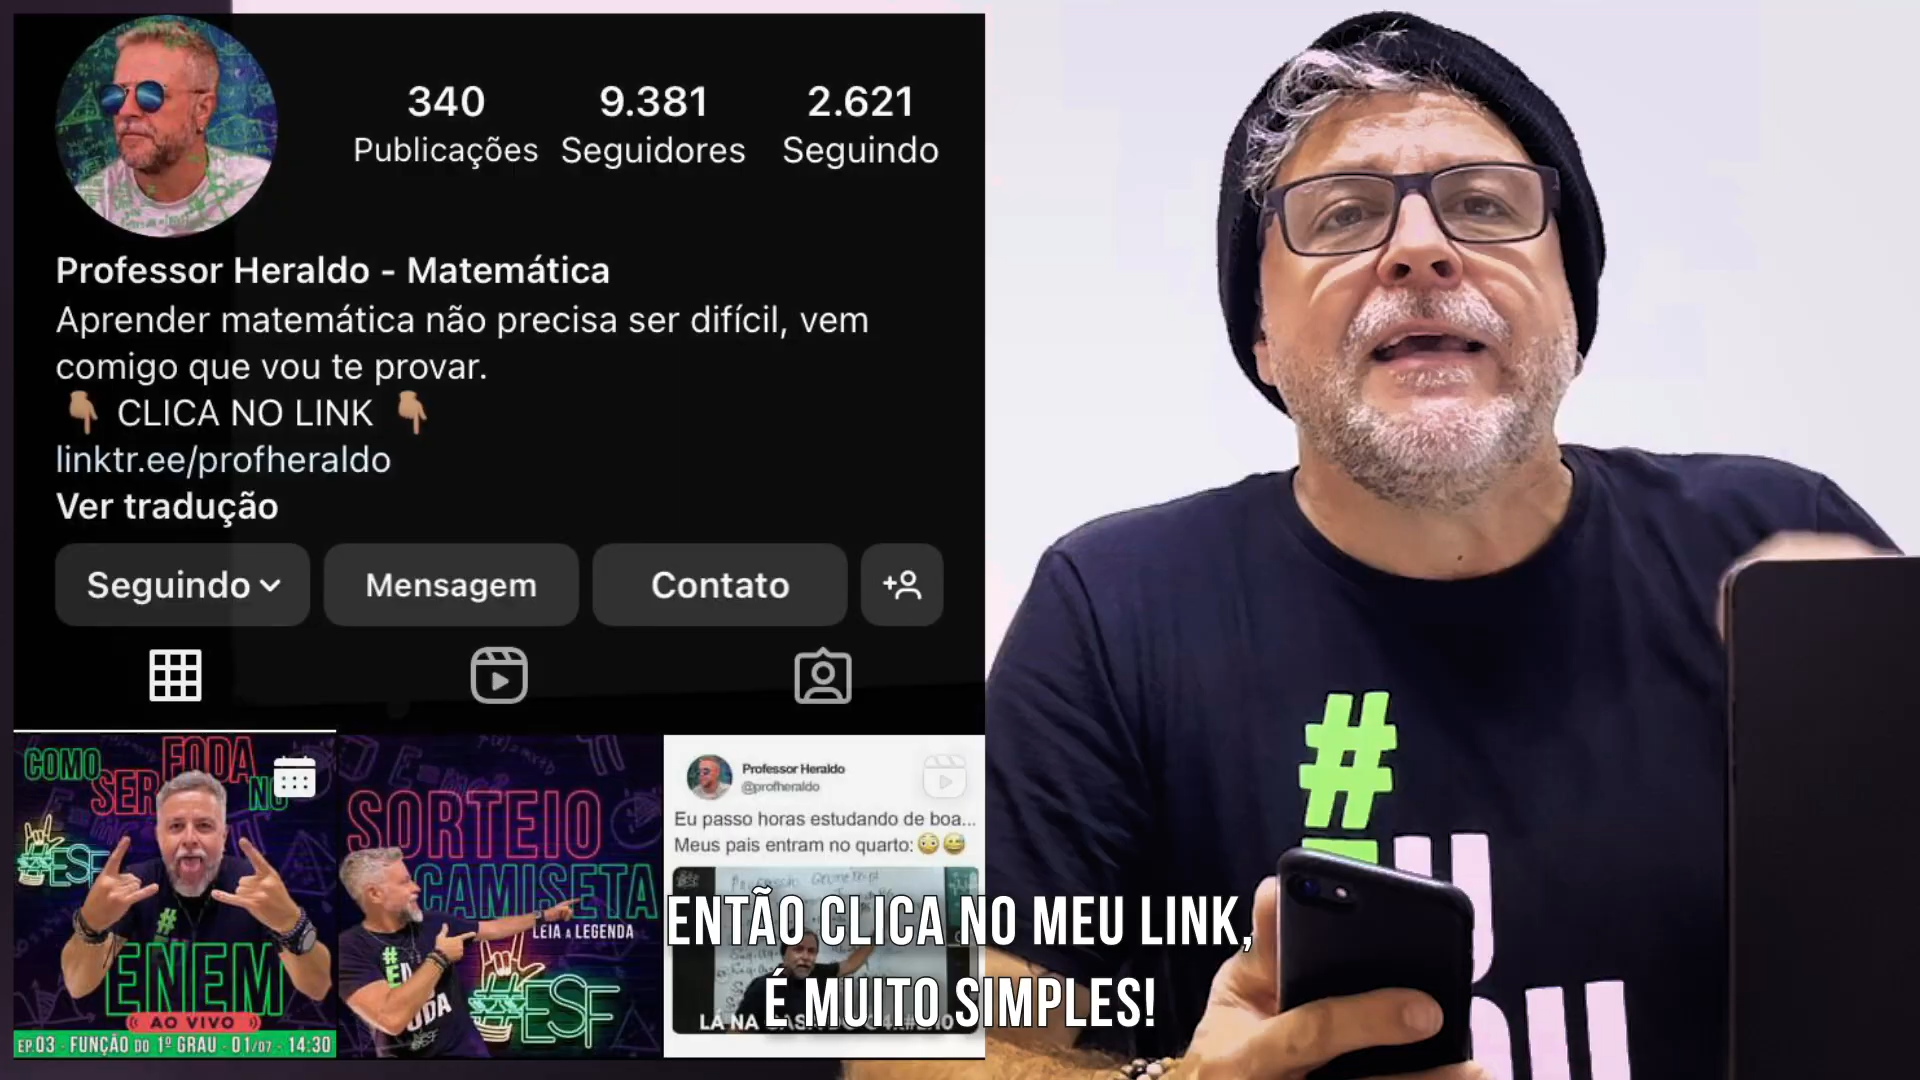 340
Publicações
9.381
Seguidores
2.621
Seguindo
Professor Heraldo - Matemática
Aprender matemática não precisa ser difícil, vem
comigo que vou te provar.
CLICA NO LINK
linktr.ee/profheraldo
Ver tradução
Seguindo
Mensagem
Contato
COMO
SER FODA
NO
#ESF
ENEM
AO VIVO
EP.03 - FUNÇÃO DO 1º GRAU - 01/07 - 14:30
SORTEIO
CAMISETA
LEIA A LEGENDA
#ESF
Professor Heraldo
@profheraldo
Eu passo horas estudando de boa...
Meus pais entram no quarto:
ENTÃO CLICA NO MEU LINK,
É MUITO SIMPLES!
#